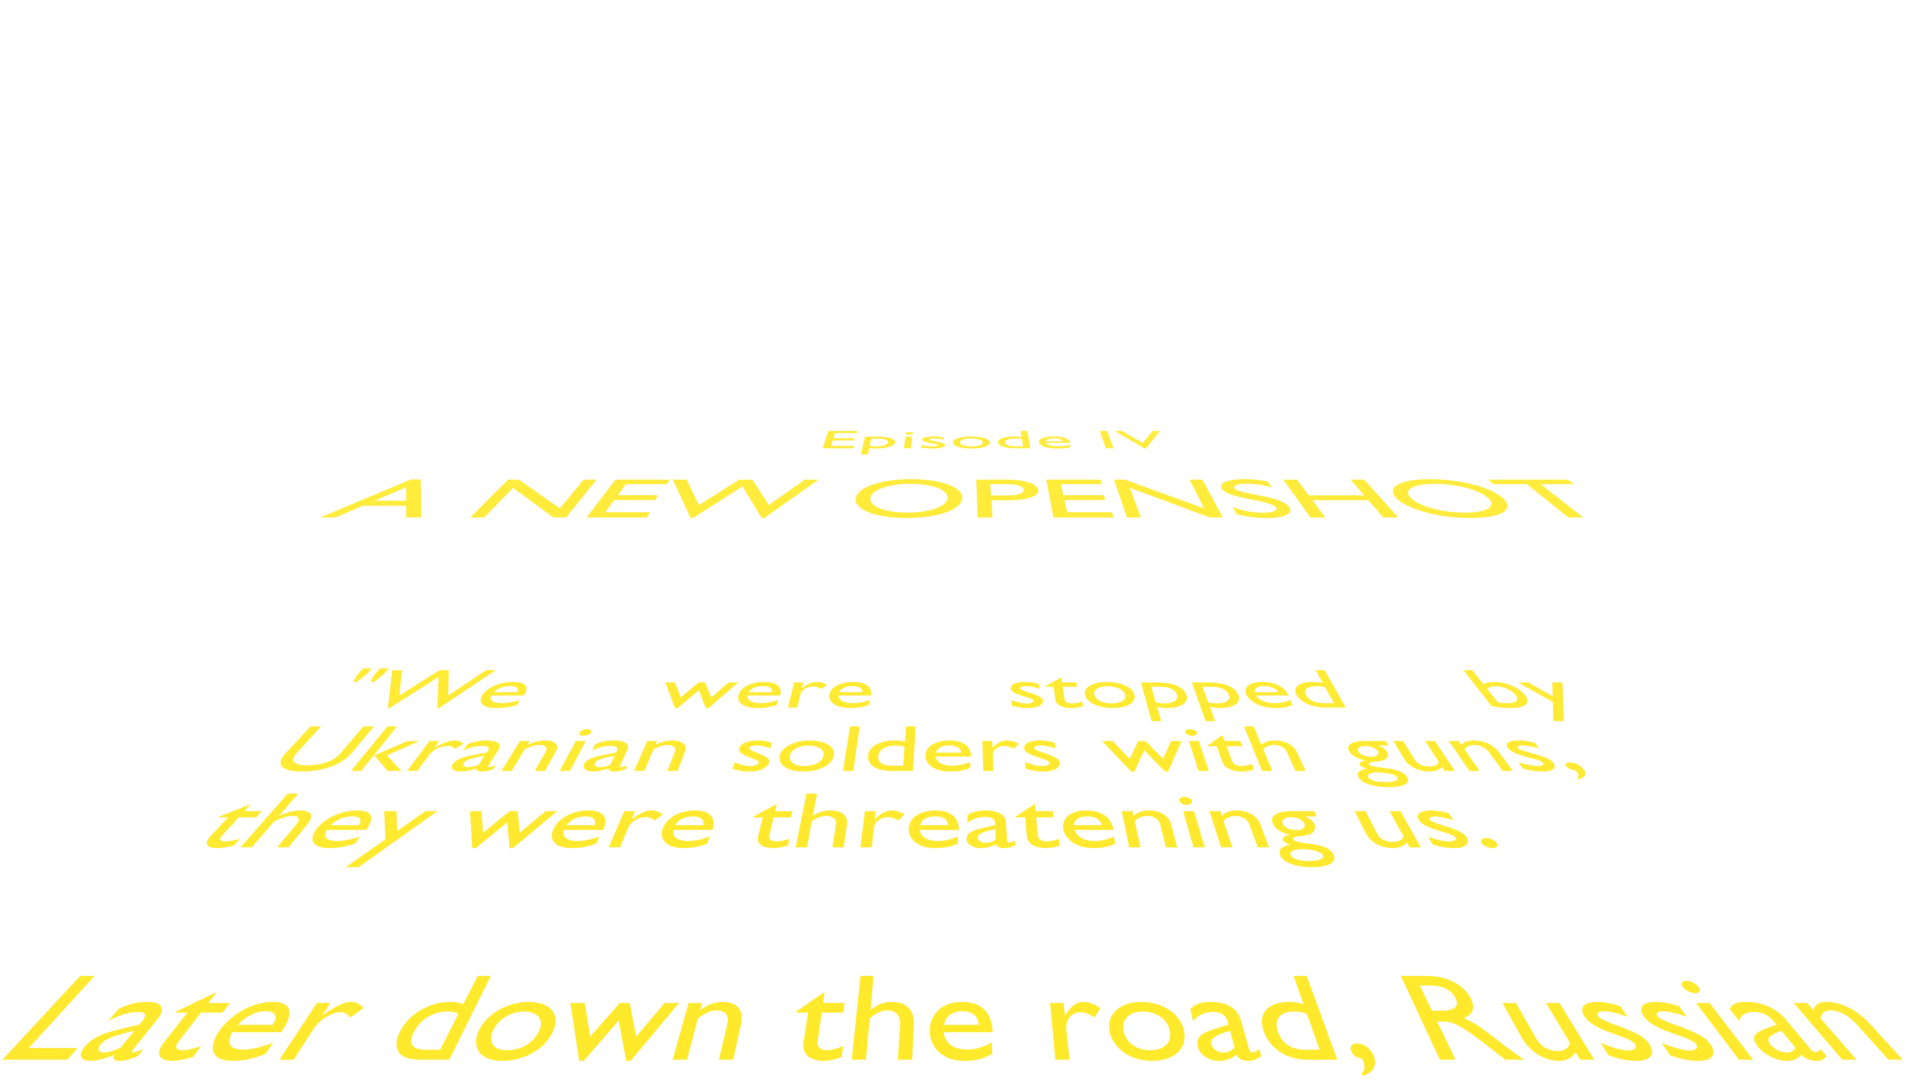 Episode IV
A NEW OPENSHOT
"We were stopped by
Ukranian solders with guns,
they were threatening us.
Later down the road, Russian